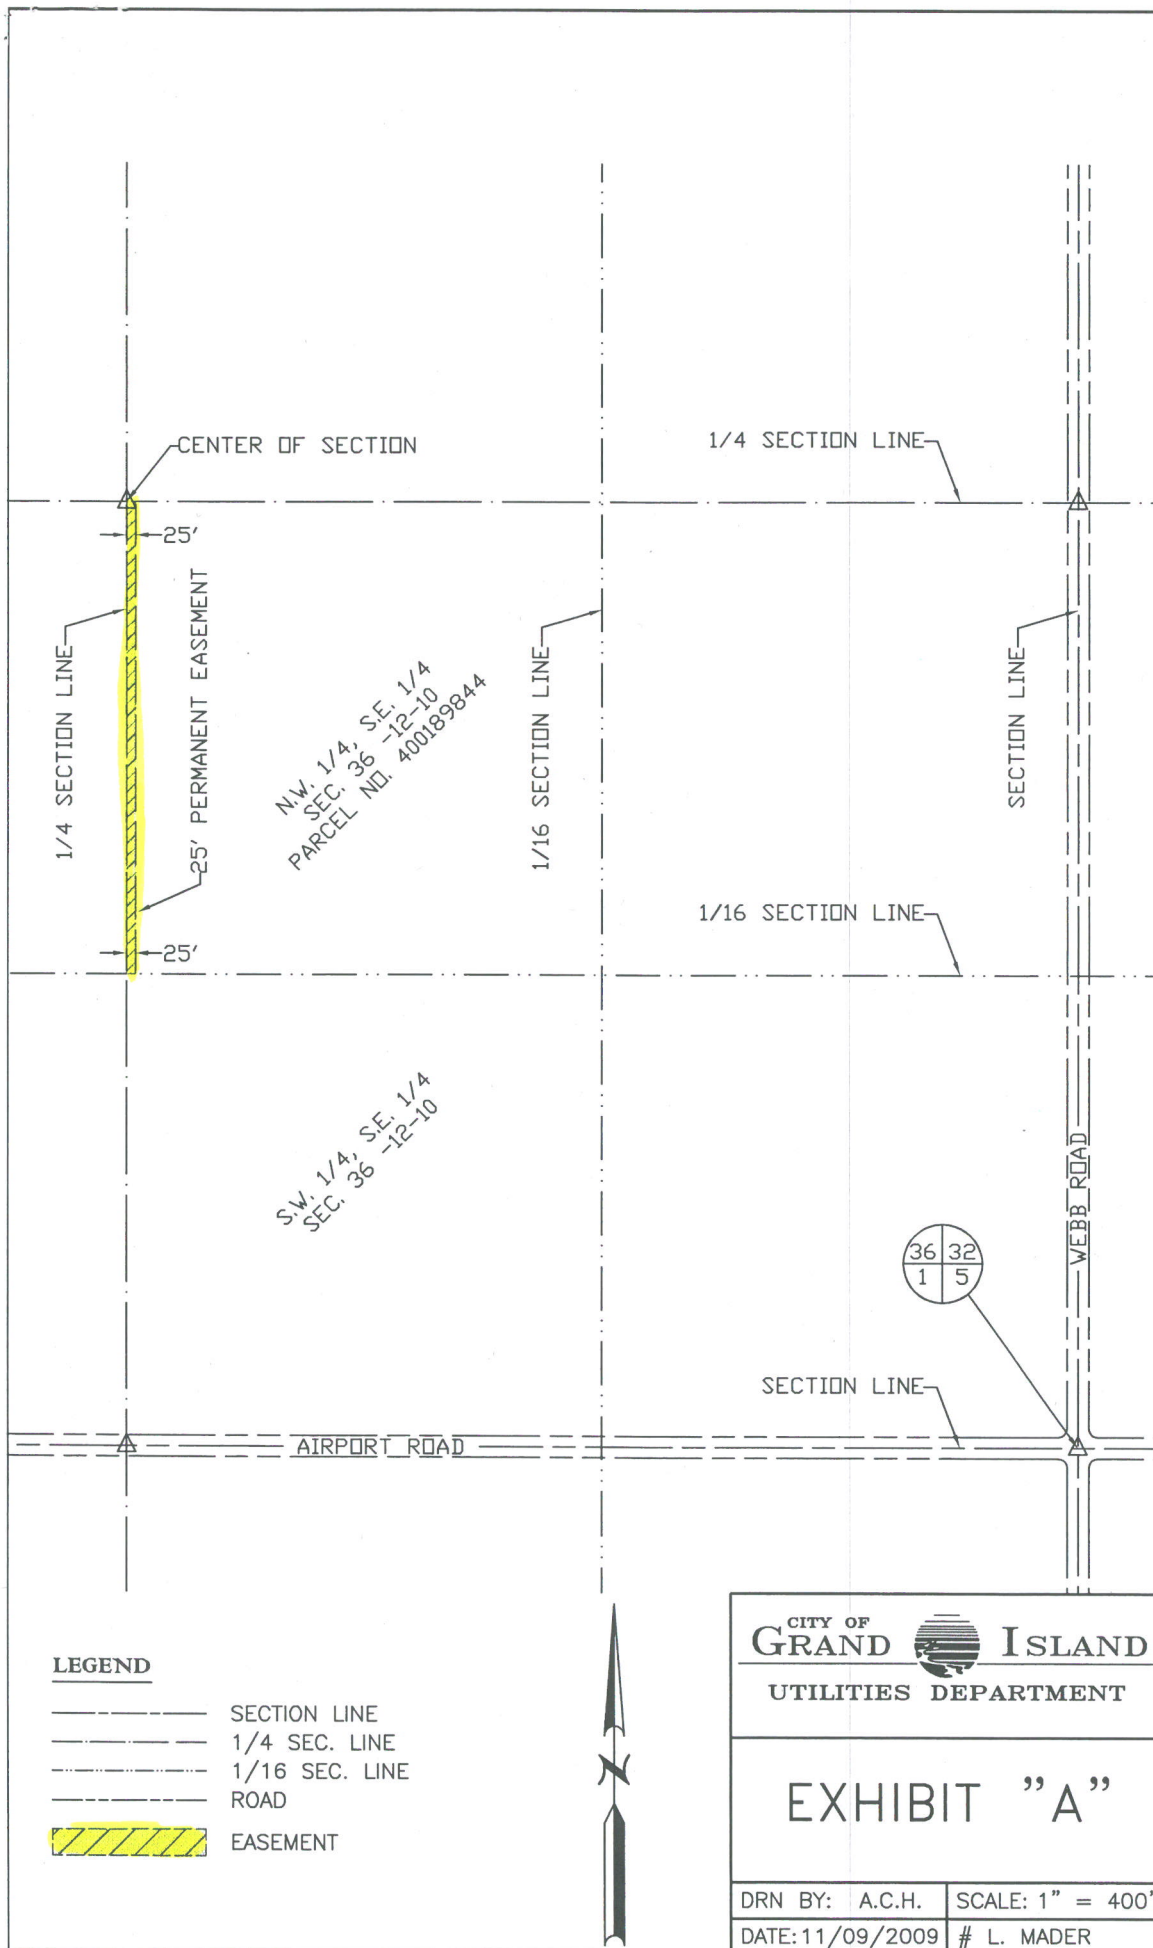 CENTER OF SECTION
1/4 SECTION LINE
25'
1/4 SECTION LINE
25' PERMANENT EASEMENT
N.W. 1/4, S.E. 1/4
SEC. 36 -12-10
PARCEL NO. 400189844
1/16 SECTION LINE
SECTION LINE
1/16 SECTION LINE
25'
S.W. 1/4, S.E. 1/4
SEC. 36 -12-10
WEBB ROAD
36 32
1 5
SECTION LINE
AIRPORT ROAD
LEGEND
SECTION LINE
1/4 SEC. LINE
1/16 SEC. LINE
ROAD
EASEMENT
N
CITY OF
GRAND ISLAND
UTILITIES DEPARTMENT
EXHIBIT "A"
DRN BY: A.C.H.
SCALE: 1" = 400'
DATE: 11/09/2009
# L. MADER